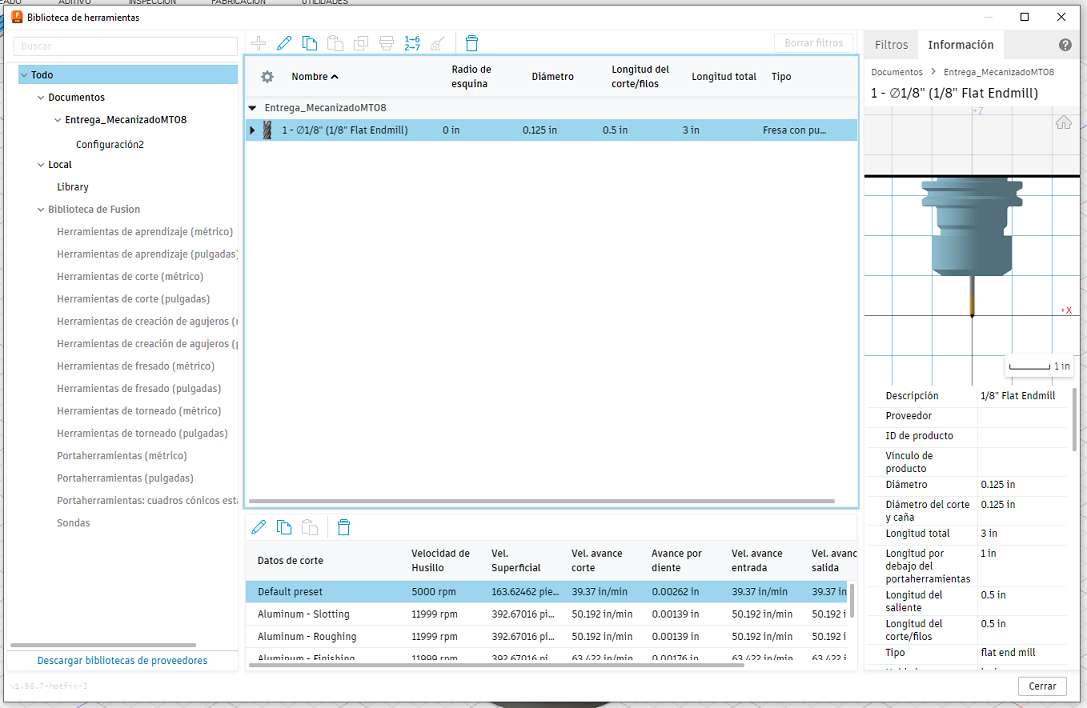 ADITIVO INSPECCIÓN FABRICACIÓN UTILIDADES
Biblioteca de herramientas
Buscar
Todo
Documentos
Entrega_MecanizadoMT08
Configuración2
Local
Library
Biblioteca de Fusion
Herramientas de aprendizaje (métrico)
Herramientas de aprendizaje (pulgadas)
Herramientas de corte (métrico)
Herramientas de corte (pulgadas)
Herramientas de creación de agujeros (
Herramientas de creación de agujeros (
Herramientas de fresado (métrico)
Herramientas de fresado (pulgadas)
Herramientas de torneado (métrico)
Herramientas de torneado (pulgadas)
Portaherramientas (métrico)
Portaherramientas (pulgadas)
Portaherramientas: cuadros cónicos est
Sondas
Descargar bibliotecas de proveedores
v1.98.7-hotfix-3
1-6
2-7
Borrar filtros
Nombre
Radio de esquina
Diámetro
Longitud del corte/filos
Longitud total
Tipo
Entrega_MecanizadoMT08
1 - ∅1/8" (1/8" Flat Endmill) 0 in 0.125 in 0.5 in 3 in Fresa con pu...
Datos de corte
Velocidad de Husillo
Vel. Superficial
Vel. avance corte
Avance por diente
Vel. avance entrada
Vel. avanc salida
Default preset 5000 rpm 163.62462 pie... 39.37 in/min 0.00262 in 39.37 in/min 39.37 in
Aluminum - Slotting 11999 rpm 392.67016 pi... 50.192 in/min 0.00139 in 50.192 in/min 50.192 i
Aluminum - Roughing 11999 rpm 392.67016 pi... 50.192 in/min 0.00139 in 50.192 in/min 50.192 i
Aluminum - Finishing 11999 rpm 392.67016 pi... 63.422 in/min 0.00176 in 63.422 in/min 63.422 i
Filtros
Información
Documentos > Entrega_MecanizadoMT08
1 - ∅1/8" (1/8" Flat Endmill)
+Z
+X
1 in
Descripción 1/8" Flat Endmill
Proveedor
ID de producto
Vínculo de
producto
Diámetro 0.125 in
Diámetro del corte 0.125 in
y caña
Longitud total 3 in
Longitud por 1 in
debajo del
portaherramientas
Longitud del 0.5 in
saliente
Longitud del 0.5 in
corte/filos
Tipo flat end mill
Cerrar